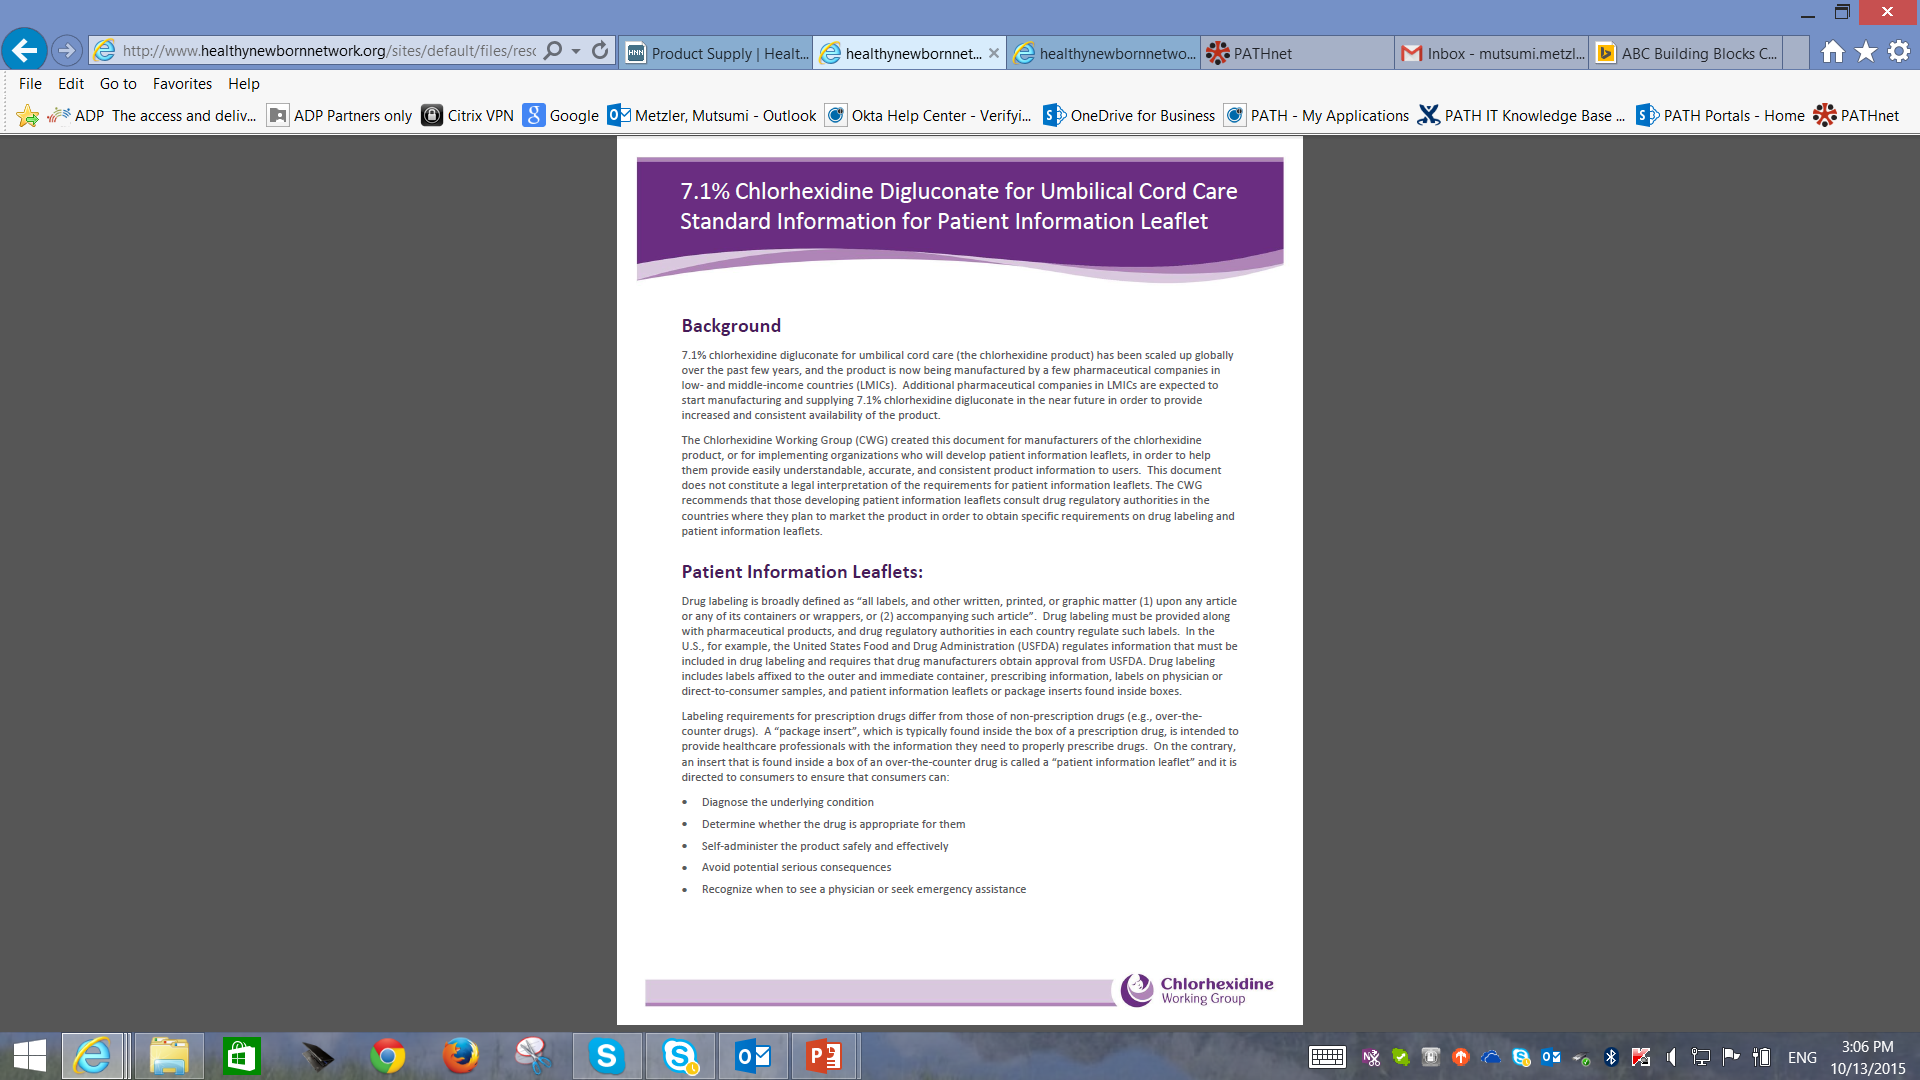 http://www.healthynewbornnetwork.org/sites/default/files/resc
Product Supply | Healt...
healthynewbornnet...
healthynewbornnetwo...
PATHnet
Inbox - mutsumi.metzl...
ABC Building Blocks C...
File Edit Go to Favorites Help
ADP The access and deliv...
ADP Partners only
Citrix VPN
Google
Metzler, Mutsumi - Outlook
Okta Help Center - Verifyi...
OneDrive for Business
PATH - My Applications
PATH IT Knowledge Base ...
PATH Portals - Home
PATHnet
7.1% Chlorhexidine Digluconate for Umbilical Cord Care
Standard Information for Patient Information Leaflet
Background
7.1% chlorhexidine digluconate for umbilical cord care (the chlorhexidine product) has been scaled up globally
over the past few years, and the product is now being manufactured by a few pharmaceutical companies in
low- and middle-income countries (LMICs). Additional pharmaceutical companies in LMICs are expected to
start manufacturing and supplying 7.1% chlorhexidine digluconate in the near future in order to provide
increased and consistent availability of the product.
The Chlorhexidine Working Group (CWG) created this document for manufacturers of the chlorhexidine
product, or for implementing organizations who will develop patient information leaflets, in order to help
them provide easily understandable, accurate, and consistent product information to users. This document
does not constitute a legal interpretation of the requirements for patient information leaflets. The CWG
recommends that those developing patient information leaflets consult drug regulatory authorities in the
countries where they plan to market the product in order to obtain specific requirements on drug labeling and
patient information leaflets.
Patient Information Leaflets:
Drug labeling is broadly defined as “all labels, and other written, printed, or graphic matter (1) upon any article
or any of its containers or wrappers, or (2) accompanying such article”. Drug labeling must be provided along
with pharmaceutical products, and drug regulatory authorities in each country regulate such labels. In the
U.S., for example, the United States Food and Drug Administration (USFDA) regulates information that must be
included in drug labeling and requires that drug manufacturers obtain approval from USFDA. Drug labeling
includes labels affixed to the outer and immediate container, prescribing information, labels on physician or
direct-to-consumer samples, and patient information leaflets or package inserts found inside boxes.
Labeling requirements for prescription drugs differ from those of non-prescription drugs (e.g., over-the-
counter drugs). A “package insert”, which is typically found inside the box of a prescription drug, is intended to
provide healthcare professionals with the information they need to properly prescribe drugs. On the contrary,
an insert that is found inside a box of an over-the-counter drug is called a “patient information leaflet” and it is
directed to consumers to ensure that consumers can:
• Diagnose the underlying condition
• Determine whether the drug is appropriate for them
• Self-administer the product safely and effectively
• Avoid potential serious consequences
• Recognize when to see a physician or seek emergency assistance
Chlorhexidine
Working Group
ENG
3:06 PM
10/13/2015